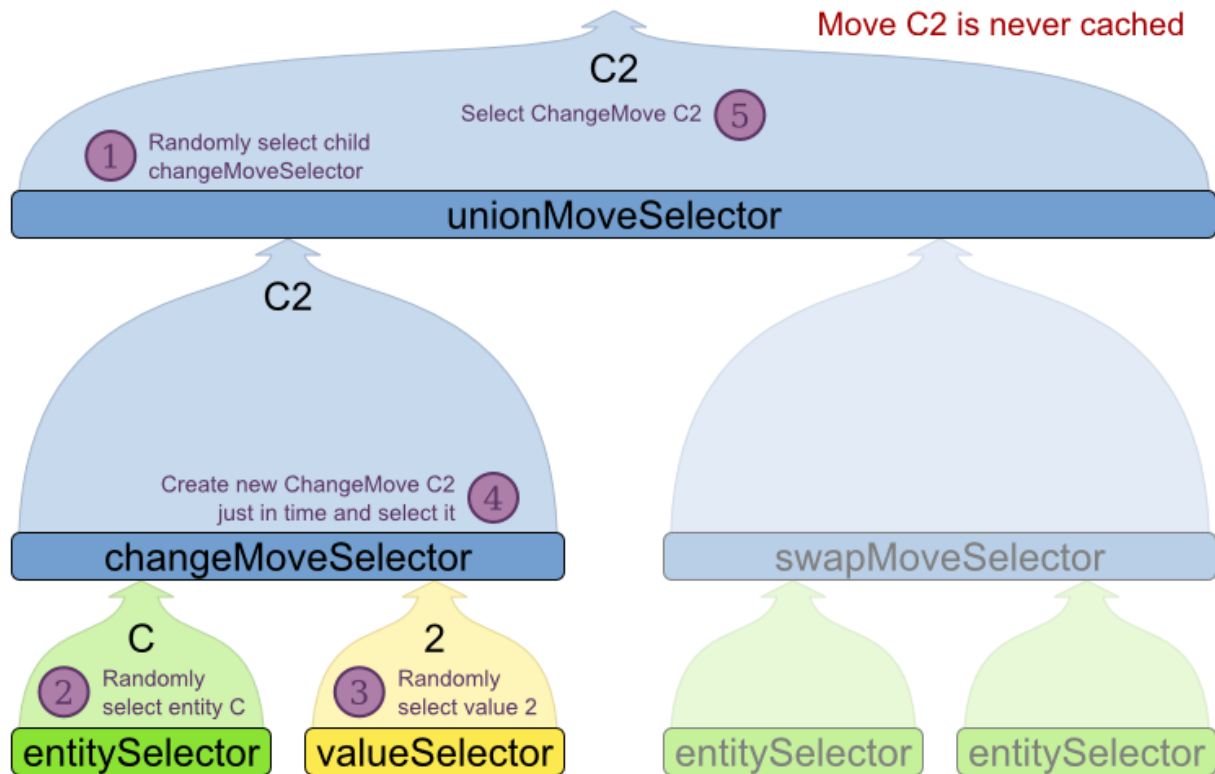 Move C2 is never cached
C2
Select ChangeMove C2
5
1
Randomly select child
changeMoveSelector
unionMoveSelector
C2
Create new ChangeMove C2
just in time and select it
4
changeMoveSelector
swapMoveSelector
C
2
2
Randomly
select entity C
3
Randomly
select value 2
entitySelector
valueSelector
entitySelector
entitySelector